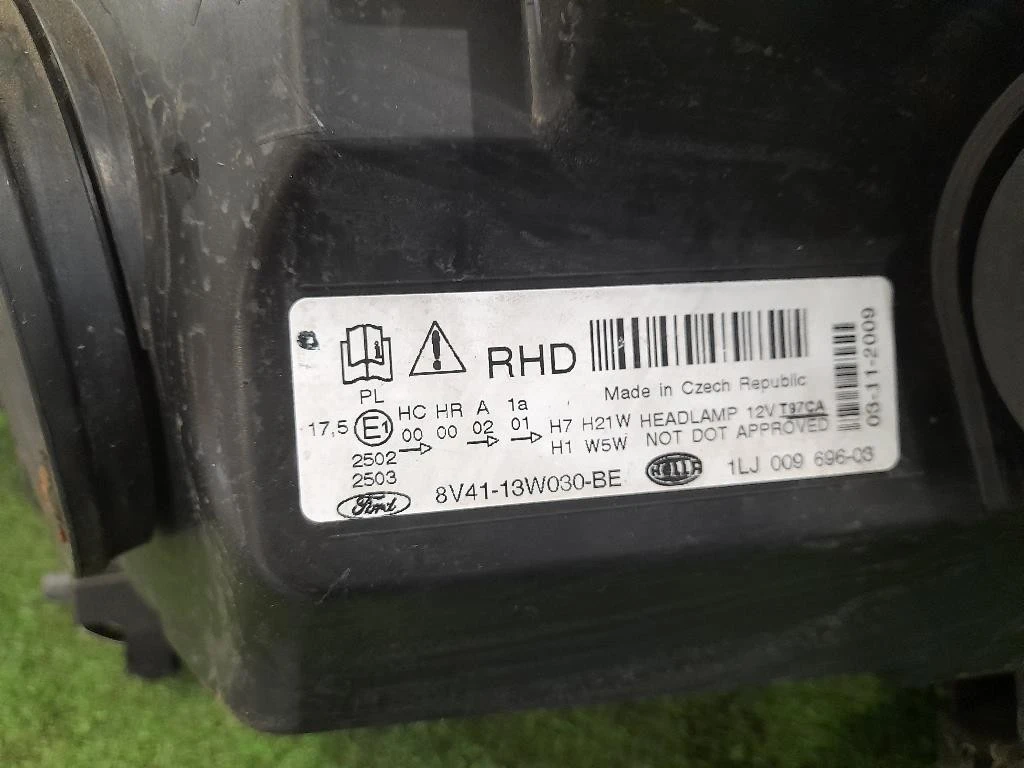 RHD
Made in Czech Republic
PL
HC HR A 1a
17,5 E1 00 00 02 01
H7 H21W HEADLAMP 12V T97CA
H1 W5W NOT DOT APPROVED
2502
2503
Ford 8V41-13W030-BE HELLA 1LJ 009 696-03
03-11-2009